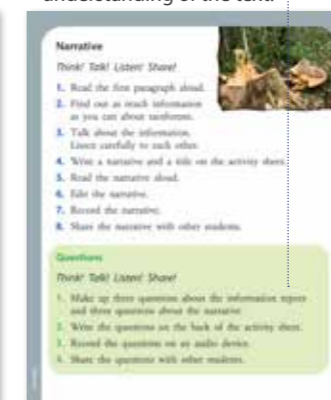 understanding of the text.
Narrative
Think! Talk! Listen! Share!
1. Read the first paragraph aloud.
2. Find out as much information
as you can about rainforests.
3. Talk about the information.
Listen carefully to each other.
4. Write a narrative and a title on the activity sheet.
5. Read the narrative aloud.
6. Edit the narrative.
7. Record the narrative.
8. Share the narrative with other students.
Questions
Think! Talk! Listen! Share!
1. Make up three questions about the information report
and three questions about the narrative.
2. Write the questions on the back of the activity sheet.
3. Record the questions on an audio device.
4. Share the questions with other students.